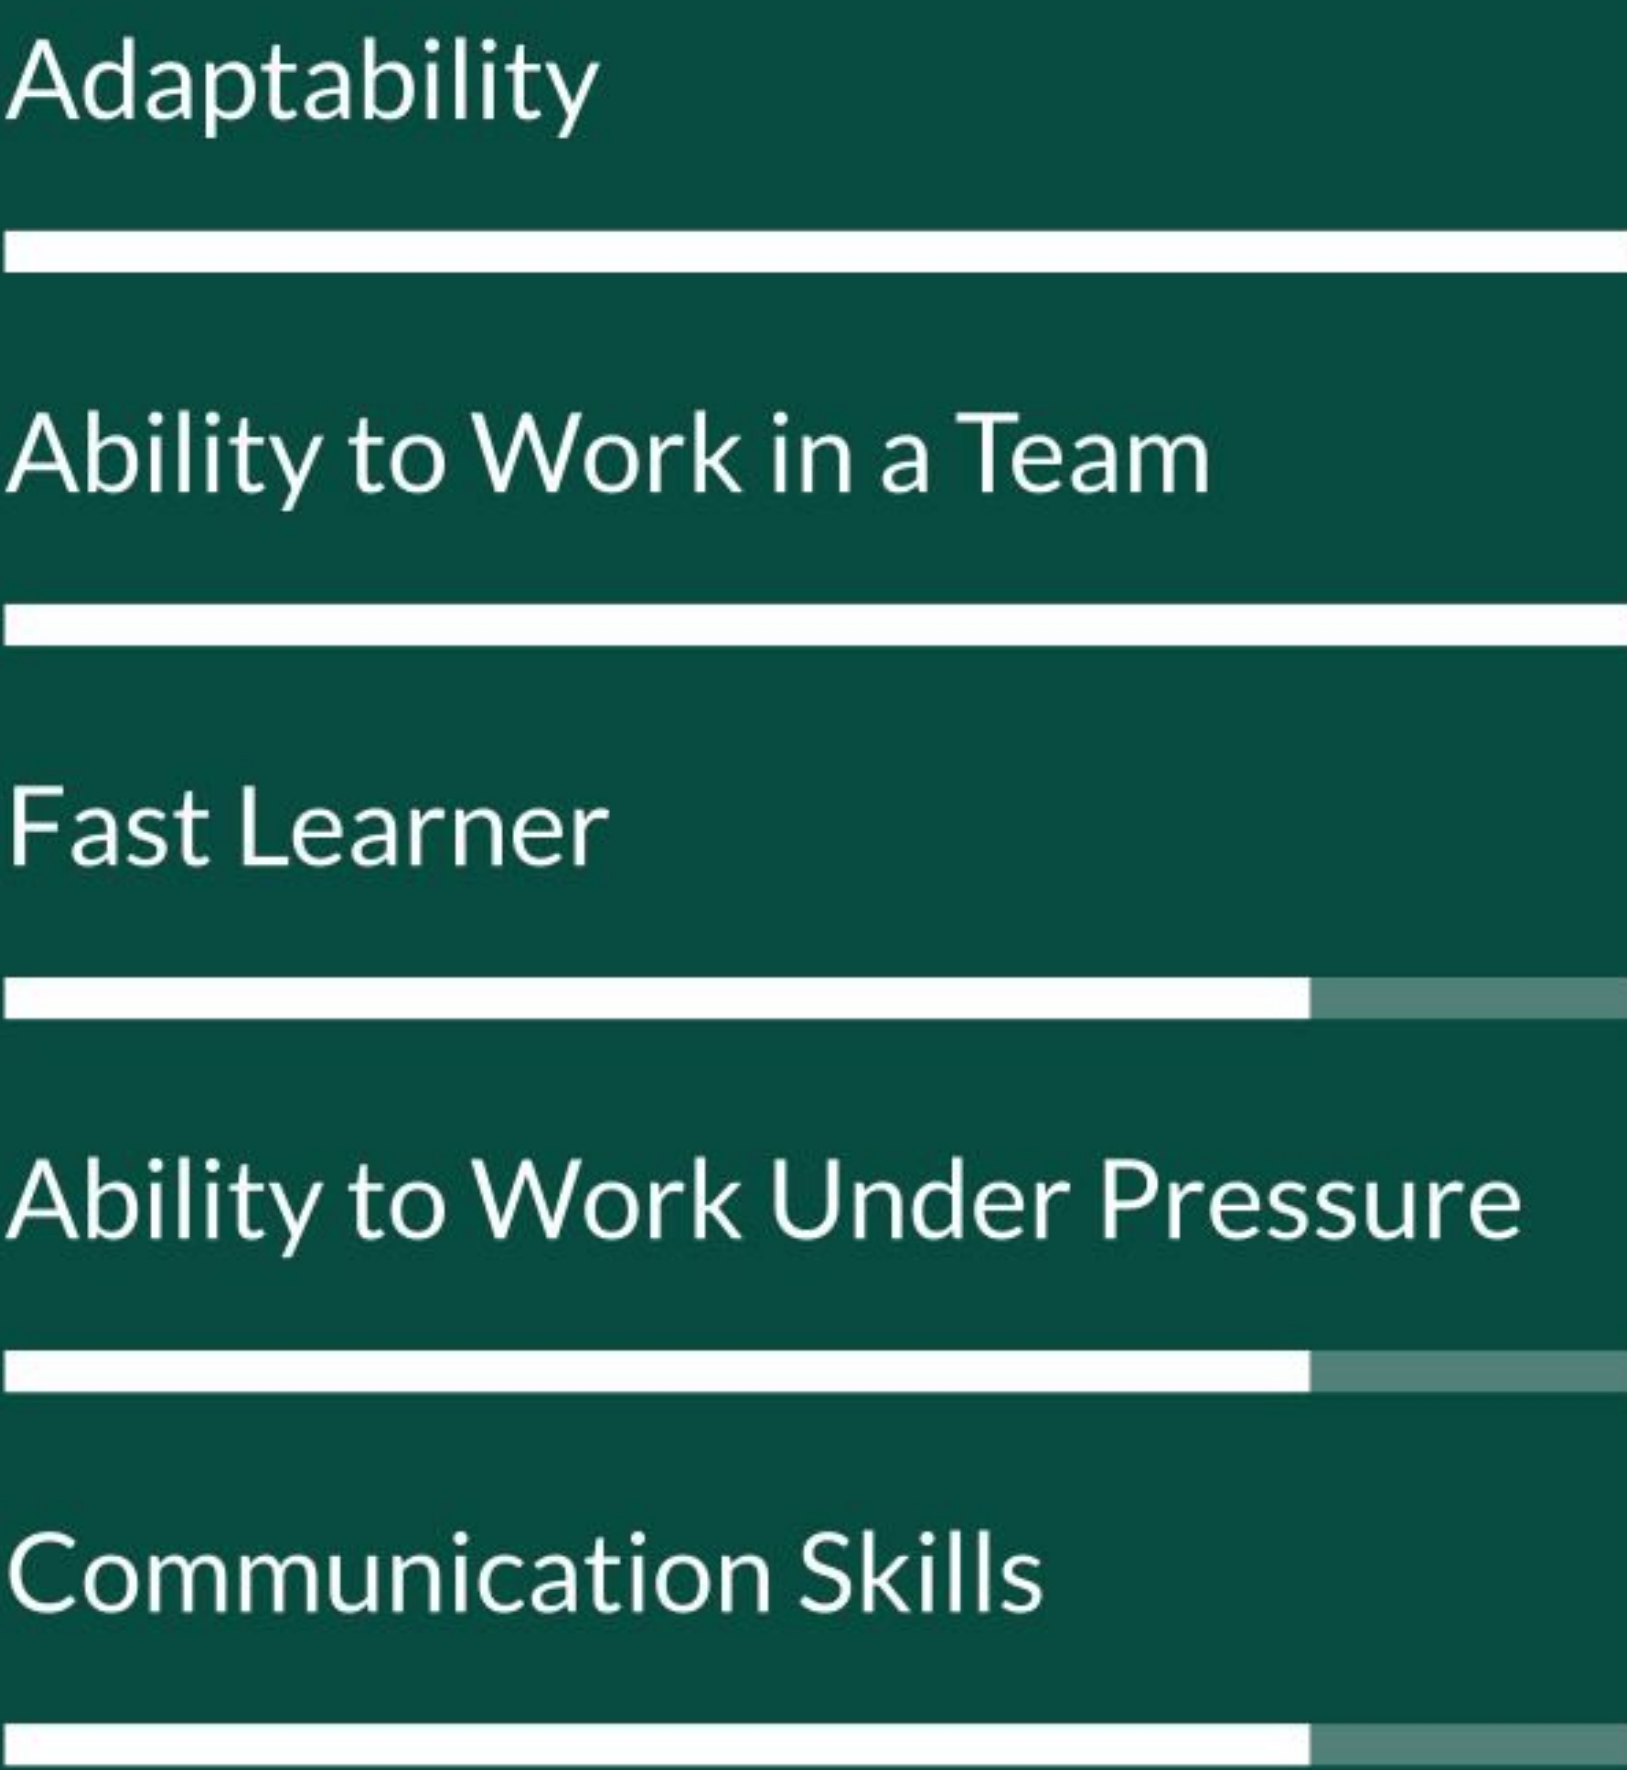 Adaptability
Ability to Work in a Team
Fast Learner
Ability to Work Under Pressure
Communication Skills